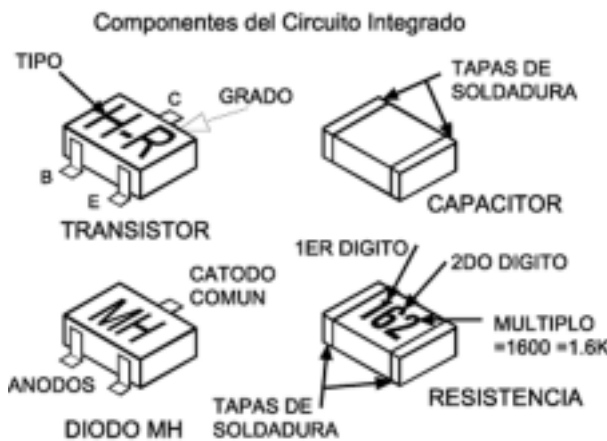 Componentes del Circuito Integrado
TIPO
C
GRADO
H-R
B
E
TRANSISTOR
TAPAS DE
SOLDADURA
CAPACITOR
CATODO
COMUN
MH
ANODOS
DIODO MH
1ER DIGITO
2DO DIGITO
162
MULTIPLO
=1600 =1.6K
TAPAS DE
SOLDADURA
RESISTENCIA